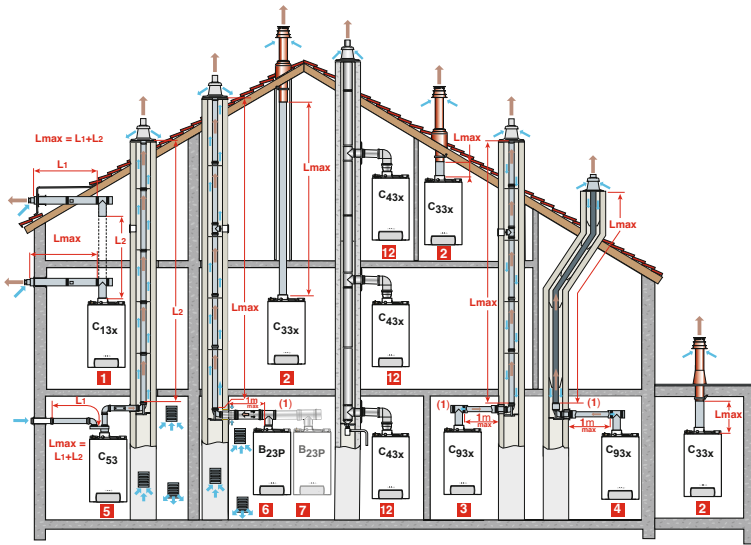 Lmax = L1+L2
L1
Lmax
L2
C13x
1
L1
Lmax =
L1+L2
C53
5
L2
Lmax
1m
max
(1)
B23P
6
B23P
7
Lmax
C33x
2
C43x
12
C43x
12
C43x
12
Lmax
C33x
2
Lmax
(1)
1m
max
C93x
3
Lmax
(1)
1m
max
C93x
4
Lmax
C33x
2